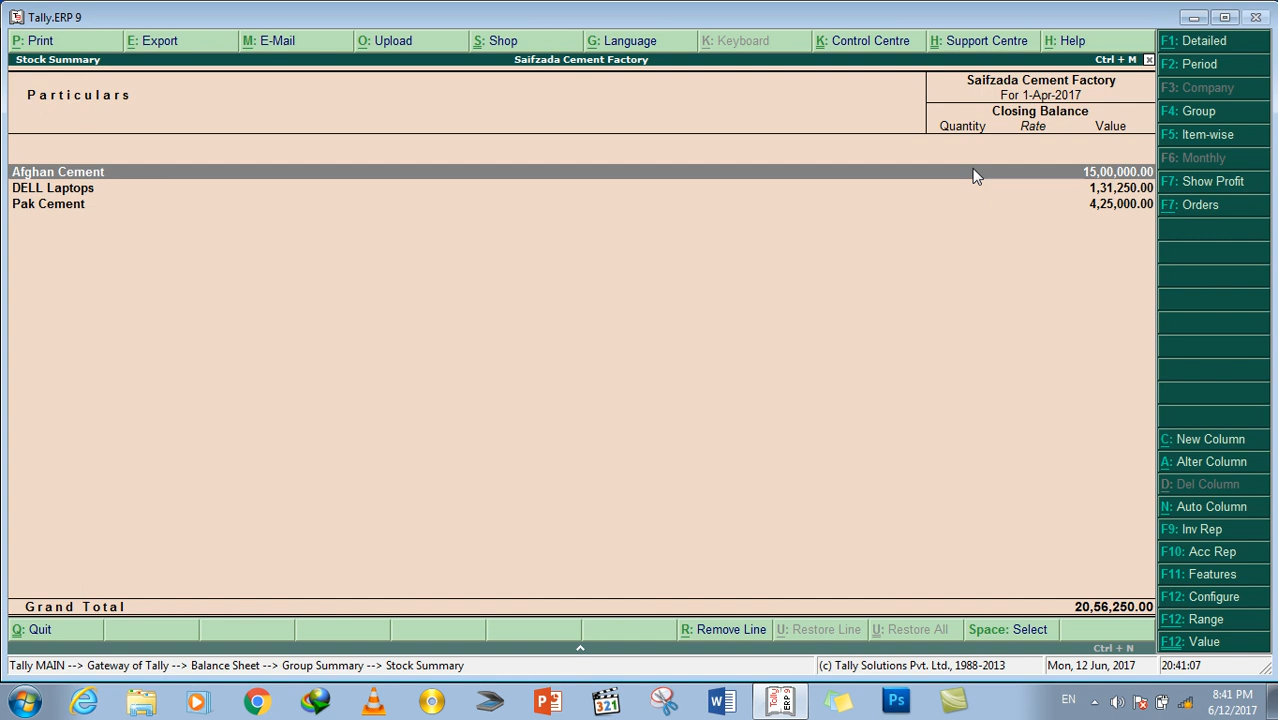 Tally.ERP 9
P: Print E: Export M: E-Mail O: Upload S: Shop G: Language K: Keyboard K: Control Centre H: Support Centre H: Help
Stock Summary Saifzada Cement Factory Ctrl + M
Particulars
Saifzada Cement Factory
For 1-Apr-2017
Closing Balance
Quantity Rate Value
Afghan Cement 15,00,000.00
DELL Laptops 1,31,250.00
Pak Cement 4,25,000.00
Grand Total 20,56,250.00
F1: Detailed
F2: Period
F3: Company
F4: Group
F5: Item-wise
F6: Monthly
F7: Show Profit
F7: Orders
C: New Column
A: Alter Column
D: Del Column
N: Auto Column
F9: Inv Rep
F10: Acc Rep
F11: Features
F12: Configure
F12: Range
F12: Value
Q: Quit R: Remove Line U: Restore Line U: Restore All Space: Select
Ctrl + N
Tally MAIN --> Gateway of Tally --> Balance Sheet --> Group Summary --> Stock Summary (c) Tally Solutions Pvt. Ltd., 1988-2013 Mon, 12 Jun, 2017 20:41:07
321 Ps EN 8:41 PM
6/12/2017